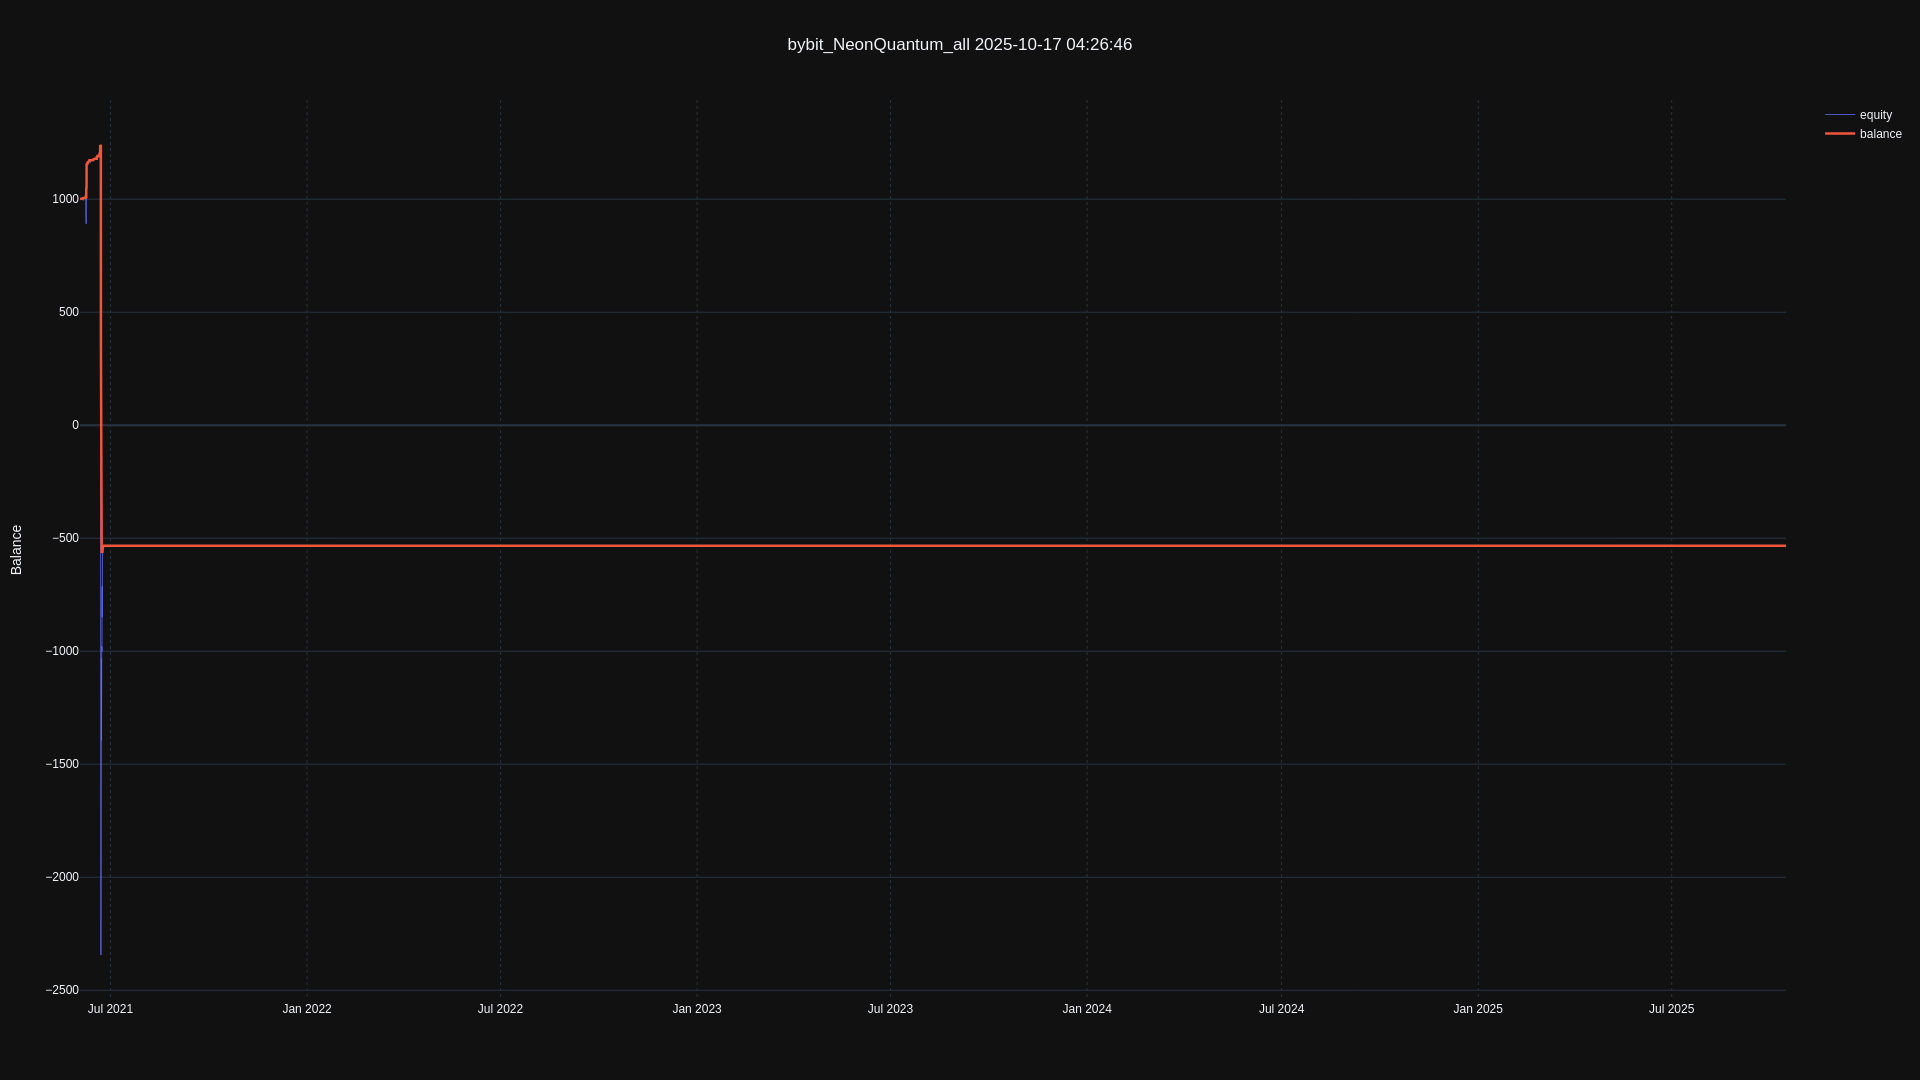 bybit_NeonQuantum_all 2025-10-17 04:26:46
equity
balance
Balance
1000
500
0
−500
−1000
−1500
−2000
−2500
Jul 2021
Jan 2022
Jul 2022
Jan 2023
Jul 2023
Jan 2024
Jul 2024
Jan 2025
Jul 2025